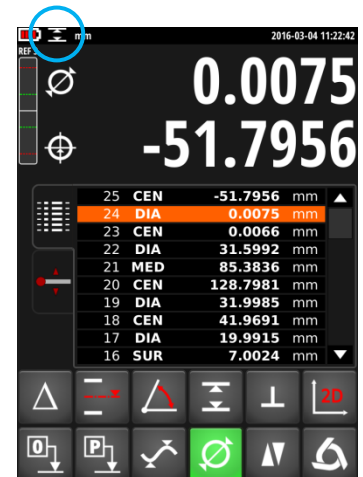 mm 2016-03-04 11:22:42
0.0075
-51.7956
25 CEN -51.7956 mm
24 DIA 0.0075 mm
23 CEN 0.0066 mm
22 DIA 31.5992 mm
21 MED 85.3836 mm
20 CEN 128.7981 mm
19 DIA 31.9985 mm
18 CEN 41.9691 mm
17 DIA 19.9915 mm
16 SUR 7.0024 mm
2D
0 P